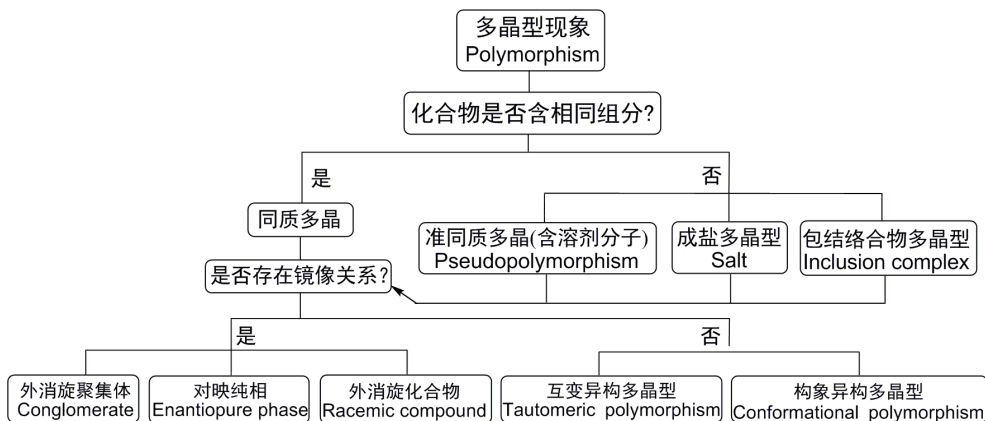 多晶型现象
Polymorphism
化合物是否含相同组分?
是
否
同质多晶
准同质多晶(含溶剂分子)
Pseudopolymorphism
成盐多晶型
Salt
包结络合物多晶型
Inclusion complex
是否存在镜像关系?
是
否
外消旋聚集体
Conglomerate
对映纯相
Enantiopure phase
外消旋化合物
Racemic compound
互变异构多晶型
Tautomeric polymorphism
构象异构多晶型
Conformational polymorphism